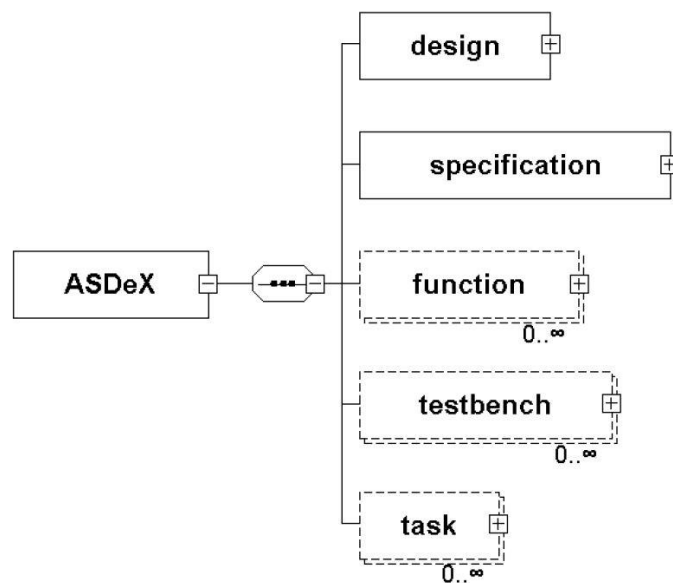 design
specification
ASDeX
function
0..∞
testbench
0..∞
task
0..∞